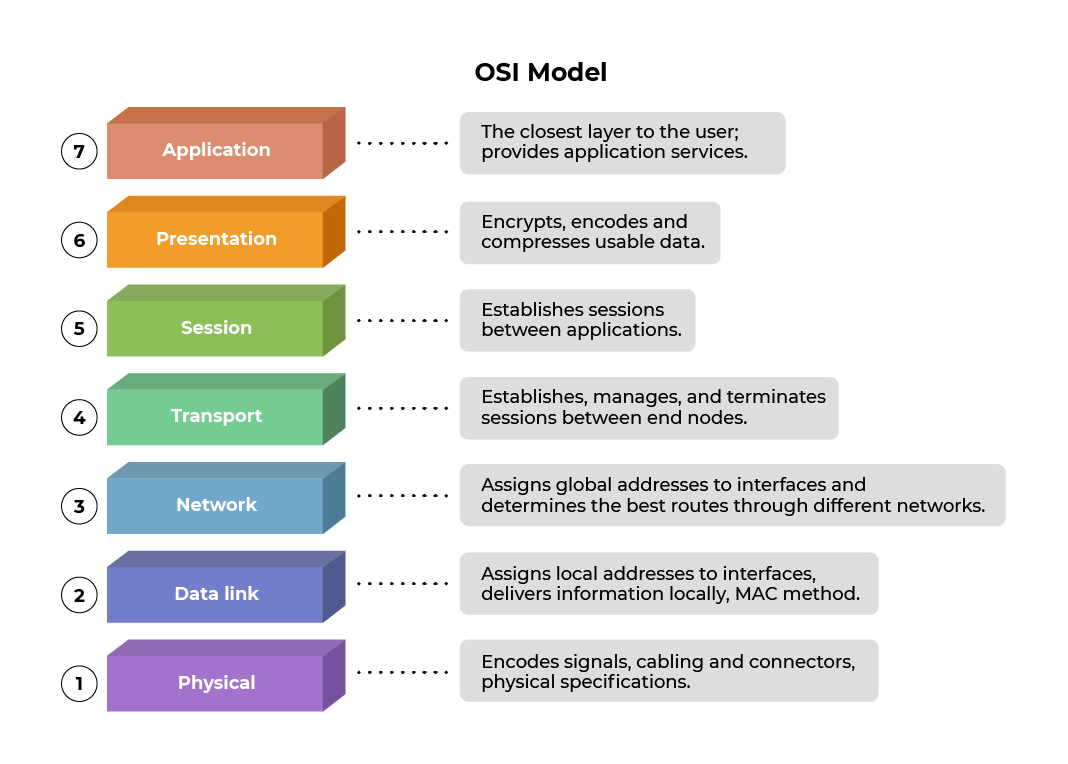 OSI Model
7
Application
The closest layer to the user;
provides application services.
6
Presentation
Encrypts, encodes and
compresses usable data.
5
Session
Establishes sessions
between applications.
4
Transport
Establishes, manages, and terminates
sessions between end nodes.
3
Network
Assigns global addresses to interfaces and
determines the best routes through different networks.
2
Data link
Assigns local addresses to interfaces,
delivers information locally, MAC method.
1
Physical
Encodes signals, cabling and connectors,
physical specifications.